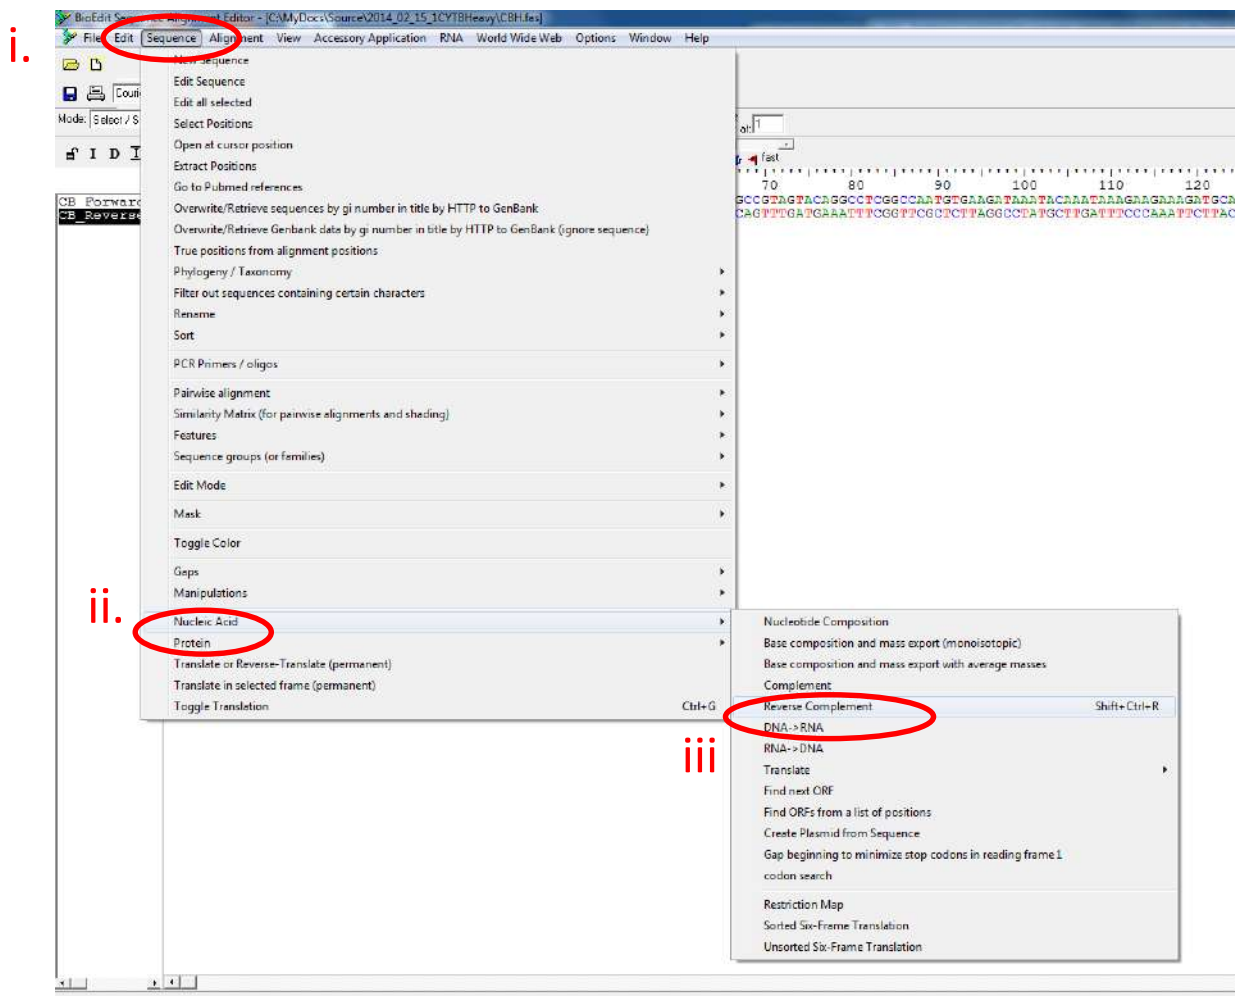 BioEdit Sequence Alignment Editor - [C:\MyDocs\Source\2014_02_15_1CYTBHeavy\CBH.fes]
i.
File Edit Sequence Alignment View Accessory Application RNA World Wide Web Options Window Help
New Sequence
Edit Sequence
Edit all selected
Select Positions
Open at cursor position
Extract Positions
Go to Pubmed references
Overwrite/Retrieve sequences by gi number in title by HTTP to GenBank
Overwrite/Retrieve Genbank data by gi number in title by HTTP to GenBank (ignore sequence)
True positions from alignment positions
Phylogeny / Taxonomy
Filter out sequences containing certain characters
Rename
Sort
PCR Primers / oligos
Pairwise alignment
Similarity Matrix (for pairwise alignments and shading)
Features
Sequence groups (or families)
Edit Mode
Mask
Toggle Color
Gaps
Manipulations
ii.
Nucleic Acid
Protein
Translate or Reverse-Translate (permanent)
Translate in selected frame (permanent)
Toggle Translation Ctrl+G
Couri
Mode: Select / S
at: 1
I D I
fast
70 80 90 100 110 120
CB_Forward
GCCGTAGTACAGGCCTCGGCCAATGTGAAGATAAATACAAATAAAGAAGAAAGATGCA
CB_Reverse
CAGTTTGATGAAATTTCGGTTCGCTCTTAGGCCTATGCTTGATTTCCCAAATTCTTAC
iii
Nucleotide Composition
Base composition and mass export (monoisotopic)
Base composition and mass export with average masses
Complement
Reverse Complement Shift+Ctrl+R
DNA->RNA
RNA->DNA
Translate
Find next ORF
Find ORFs from a list of positions
Create Plasmid from Sequence
Gap beginning to minimize stop codons in reading frame 1
codon search
Restriction Map
Sorted Six-Frame Translation
Unsorted Six-Frame Translation